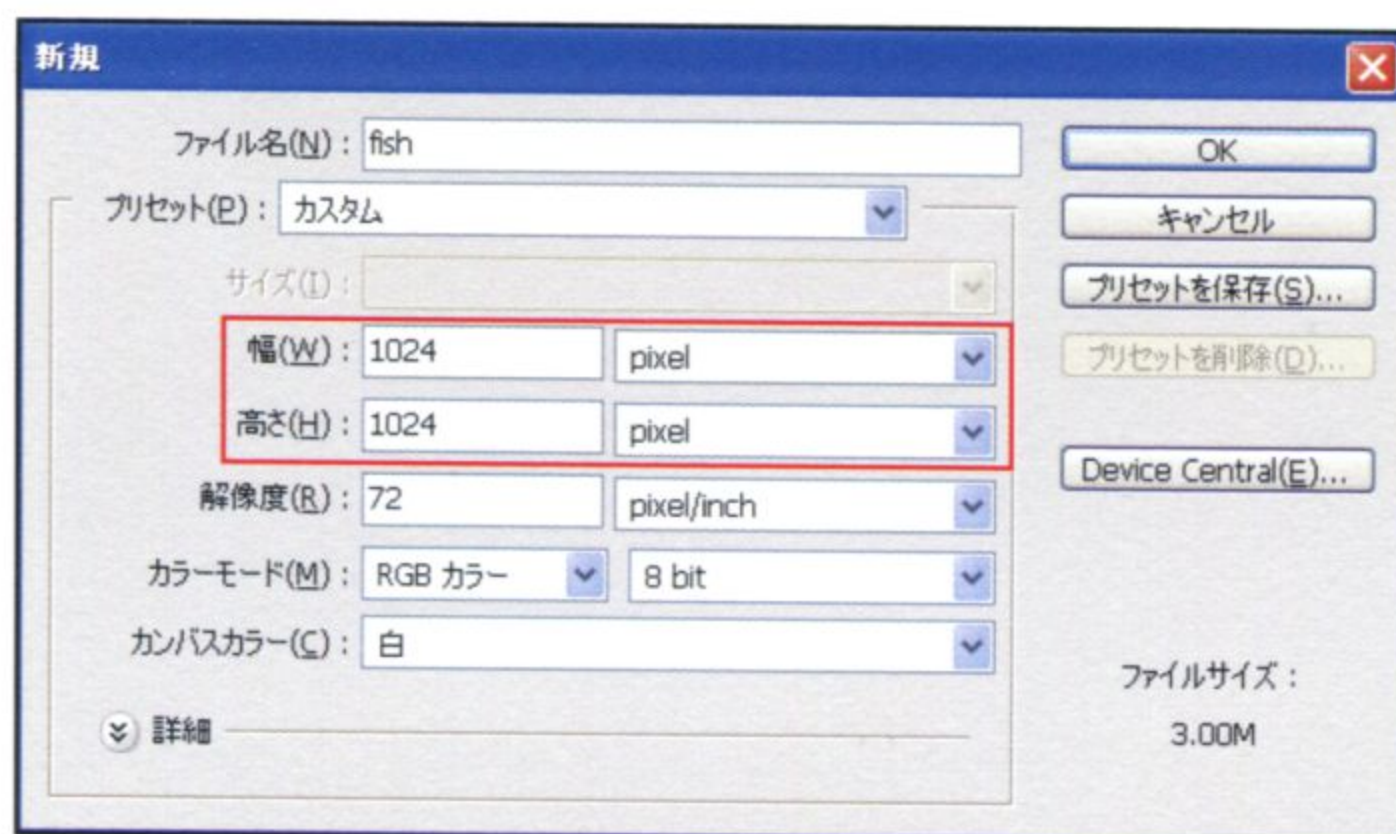 新規
ファイル名(N) : fish
OK
プリセット(P) : カスタム
キャンセル
サイズ(I) :
プリセットを保存(S)...
幅(W) : 1024 pixel
プリセットを削除(D)...
高さ(H) : 1024 pixel
Device Central(E)...
解像度(R) : 72 pixel/inch
カラーモード(M) : RGB カラー 8 bit
カンバスカラー(C) : 白
ファイルサイズ :
詳細
3.00M